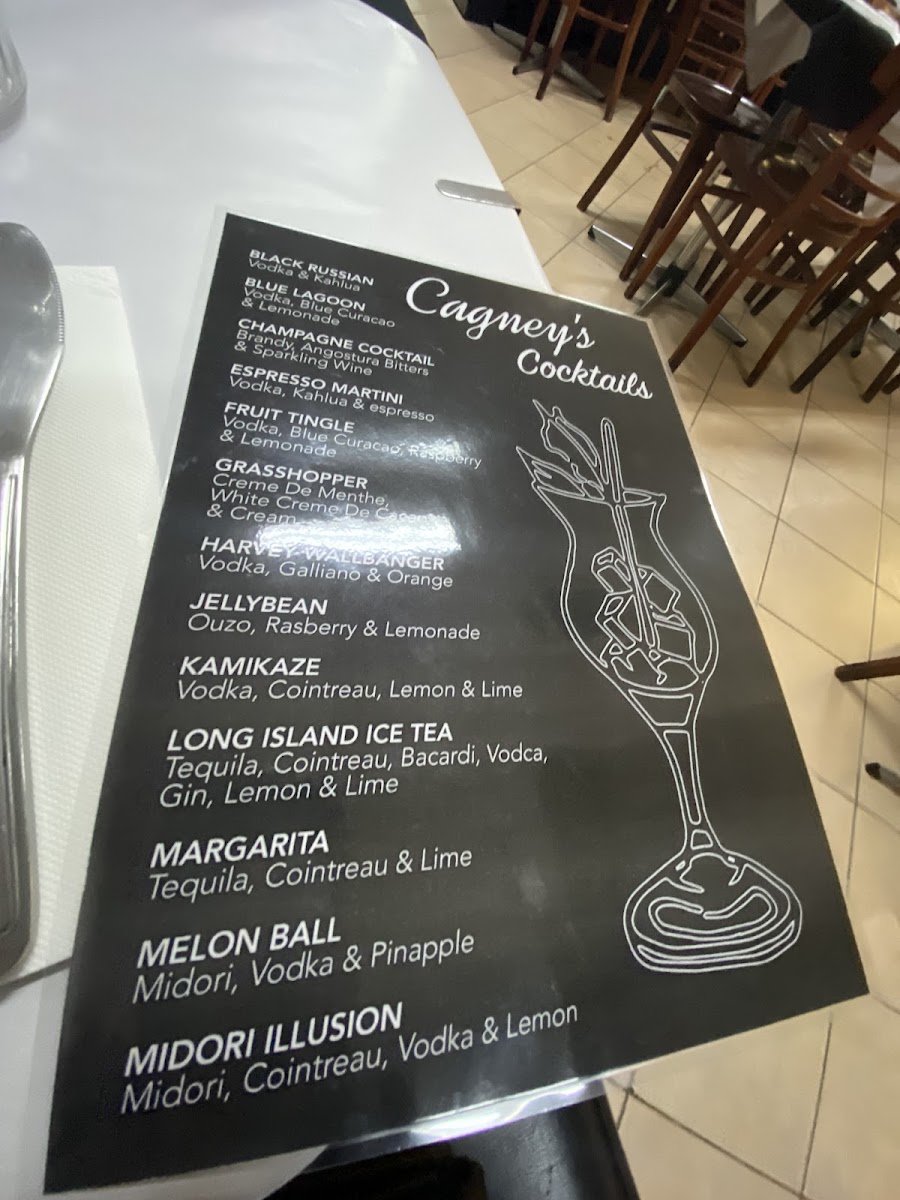 Cagney's
Cocktails
BLACK RUSSIAN
Vodka & Kahlua
BLUE LAGOON
Vodka, Blue Curacao
& Lemonade
CHAMPAGNE COCKTAIL
Brandy, Angostura Bitters
& Sparkling Wine
ESPRESSO MARTINI
Vodka, Kahlua & espresso
FRUIT TINGLE
Vodka, Blue Curacao, Raspberry
& Lemonade
GRASSHOPPER
Creme De Menthe,
White Creme De
& Cream
HARVEY WALLBANGER
Vodka, Galliano & Orange
JELLYBEAN
Ouzo, Rasberry & Lemonade
KAMIKAZE
Vodka, Cointreau, Lemon & Lime
LONG ISLAND ICE TEA
Tequila, Cointreau, Bacardi, Vodca,
Gin, Lemon & Lime
MARGARITA
Tequila, Cointreau & Lime
MELON BALL
Midori, Vodka & Pinapple
MIDORI ILLUSION
Midori, Cointreau, Vodka & Lemon